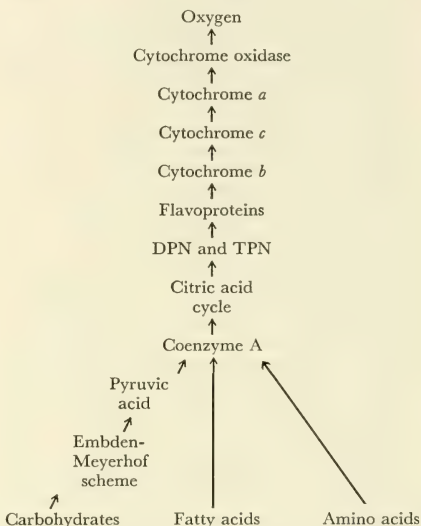 Oxygen
Cytochrome oxidase
Cytochrome a
Cytochrome c
Cytochrome b
Flavoproteins
DPN and TPN
Citric acid
cycle
Coenzyme A
Pyruvic
acid
Embden-
Meyerhof
scheme
Carbohydrates Fatty acids Amino acids